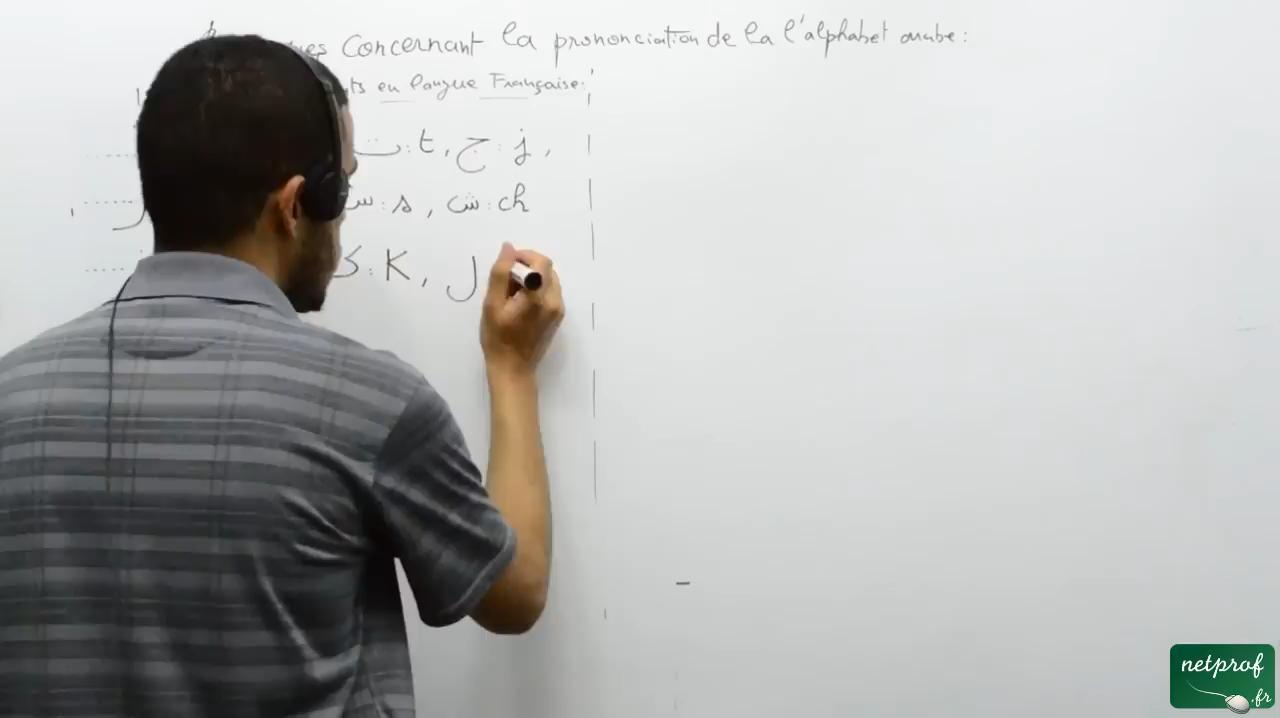 Concernant la prononciation de la l'alphabet arabe :
en langue Française :
ت : t , ج : j ,
س : s , ش : ch
ك : K , ل
netprof
.fr